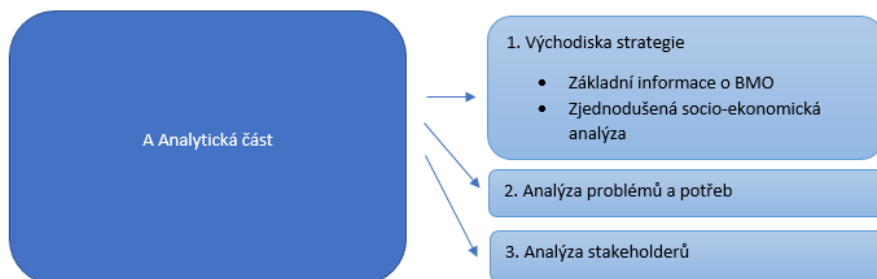 A Analytická část
1. Východiska strategie
• Základní informace o BMO
• Zjednodušená socio-ekonomická
analýza
2. Analýza problémů a potřeb
3. Analýza stakeholderů